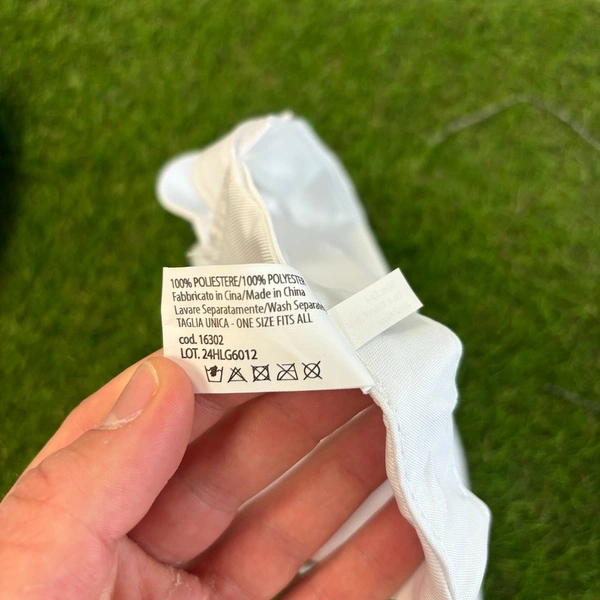 100% POLIESTERE/100% POLYESTER
Fabbricato in Cina/Made in China
Lavare Separatamente/Wash Separate
TAGLIA UNICA - ONE SIZE FITS ALL
cod. 16302
LOT. 24HLG6012